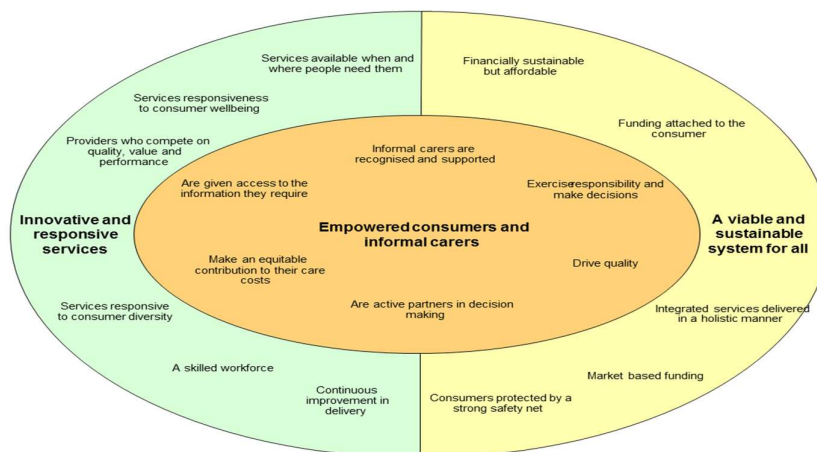 Services available when and
where people need them
Financially sustainable
but affordable
Services responsiveness
to consumer wellbeing
Funding attached to the
consumer
Providers who compete on
quality, value and
performance
Informal carers are
recognised and supported
Are given access to the
information they require
Exerciseresponsibility and
make decisions
Innovative and
responsive
services
Empowered consumers and
informal carers
A viable and
sustainable
system for all
Make an equitable
contribution to their care
costs
Drive quality
Are active partners in decision
making
Services responsive
to consumer diversity
Integrated services delivered
in a holistic manner
A skilled workforce
Market based funding
Continuous
improvement in
delivery
Consumers protected by a
strong safety net